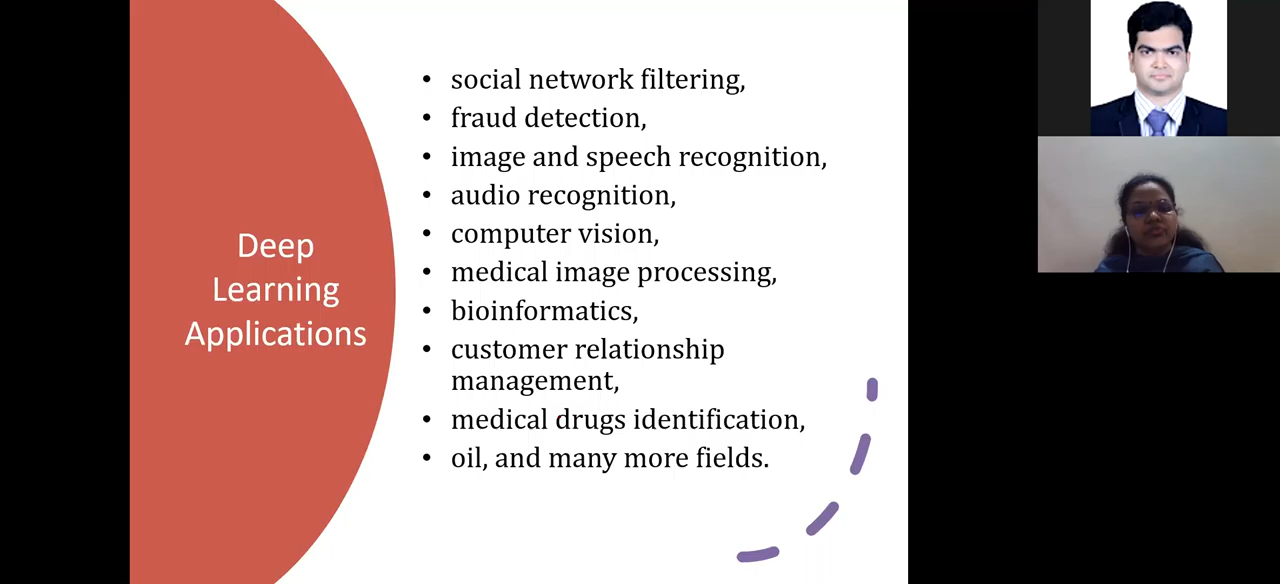 Deep
Learning
Applications
• social network filtering,
• fraud detection,
• image and speech recognition,
• audio recognition,
• computer vision,
• medical image processing,
• bioinformatics,
• customer relationship
management,
• medical drugs identification,
• oil, and many more fields.